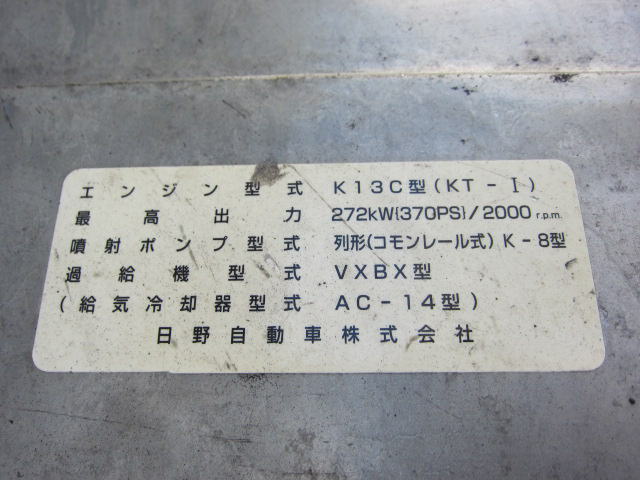 エンジン型式 K13C型(KT-Ⅰ)
最高出力 272kW{370PS}/2000r.p.m.
噴射ポンプ型式 列形(コモンレール式)K-8型
過給機型式 VXBX型
(給気冷却器型式 AC-14型)
日野自動車株式会社